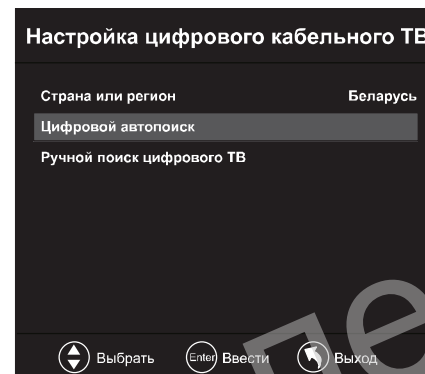 Настройка цифрового кабельного ТВ
Страна или регион Беларусь
Цифровой автопоиск
Ручной поиск цифрового ТВ
Выбрать Enter Ввести Выход